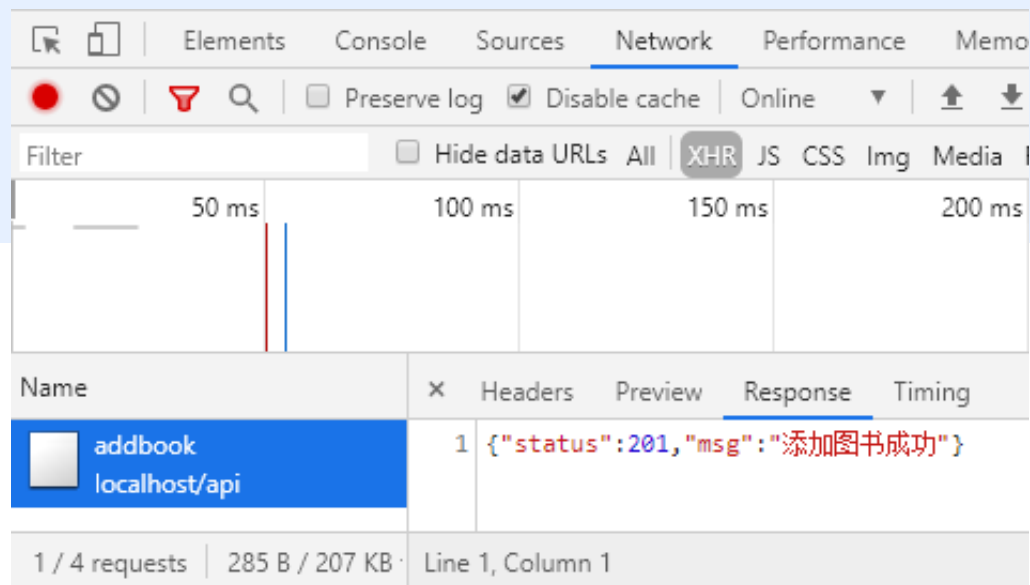 Elements Console Sources Network Performance Memo
Preserve log Disable cache Online
Filter Hide data URLs All XHR JS CSS Img Media
50 ms 100 ms 150 ms 200 ms
Name × Headers Preview Response Timing
addbook
localhost/api
1 {"status":201,"msg":"添加图书成功"}
1 / 4 requests 285 B / 207 KB Line 1, Column 1